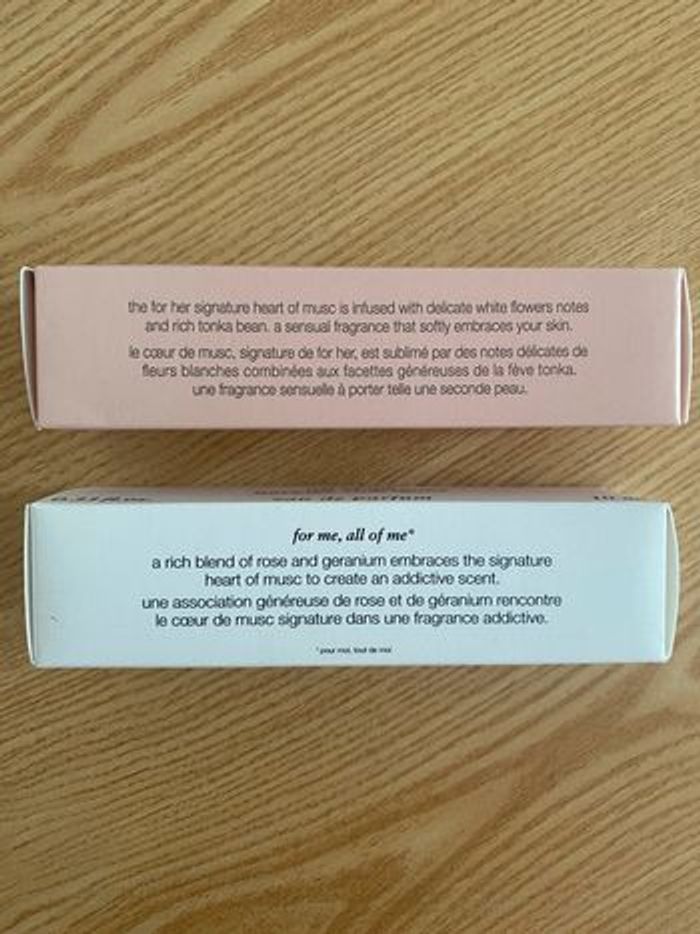 the for her signature heart of musc is infused with delicate white flowers notes
and rich tonka bean. a sensual fragrance that softly embraces your skin.
le cœur de musc, signature de for her, est sublimé par des notes délicates de
fleurs blanches combinées aux facettes généreuses de la fève tonka.
une fragrance sensuelle à porter telle une seconde peau.
eau de parfum
for me, all of me*
a rich blend of rose and geranium embraces the signature
heart of musc to create an addictive scent.
une association généreuse de rose et de géranium rencontre
le cœur de musc signature dans une fragrance addictive.
* pour moi, tout de moi